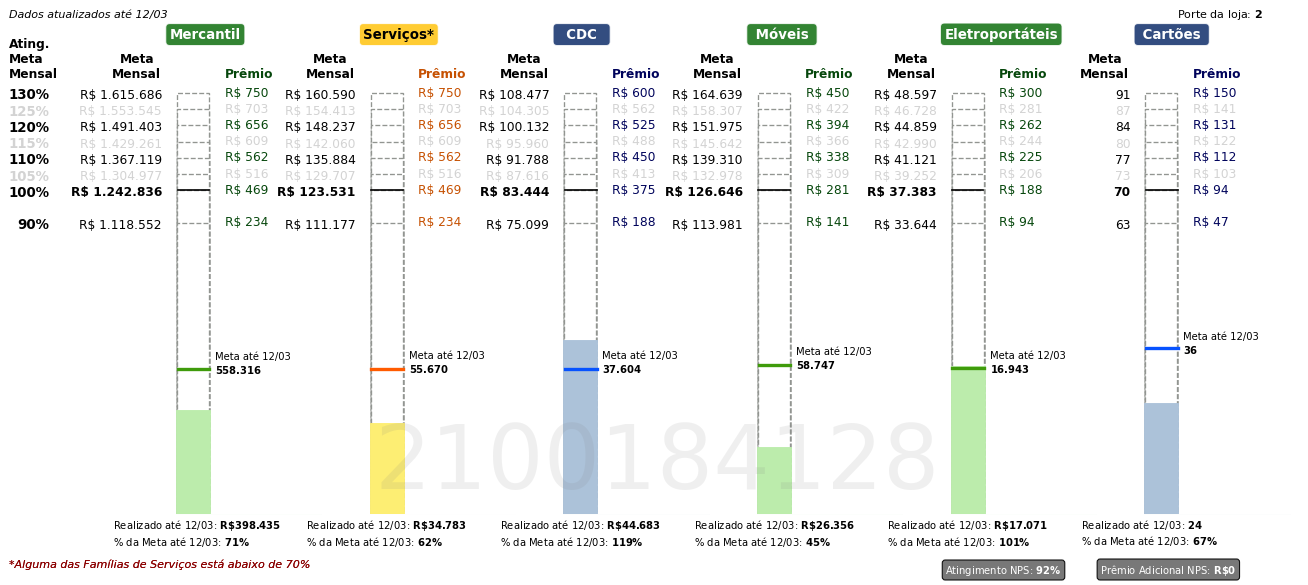 Dados atualizados até 12/03 Porte da loja: 2
Mercantil Serviços* CDC Móveis Eletroportáteis Cartões
Ating.
Meta Meta Meta Meta Meta Meta Meta
Mensal Mensal Prêmio Mensal Prêmio Mensal Prêmio Mensal Prêmio Mensal Prêmio Mensal Prêmio
130% R$ 1.615.686 R$ 750 R$ 160.590 R$ 750 R$ 108.477 R$ 600 R$ 164.639 R$ 450 R$ 48.597 R$ 300 91 R$ 150
125% R$ 1.553.545 R$ 703 R$ 154.413 R$ 703 R$ 104.305 R$ 562 R$ 158.307 R$ 422 R$ 46.728 R$ 281 87 R$ 141
120% R$ 1.491.403 R$ 656 R$ 148.237 R$ 656 R$ 100.132 R$ 525 R$ 151.975 R$ 394 R$ 44.859 R$ 262 84 R$ 131
115% R$ 1.429.261 R$ 609 R$ 142.060 R$ 609 R$ 95.960 R$ 488 R$ 145.642 R$ 366 R$ 42.990 R$ 244 80 R$ 122
110% R$ 1.367.119 R$ 562 R$ 135.884 R$ 562 R$ 91.788 R$ 450 R$ 139.310 R$ 338 R$ 41.121 R$ 225 77 R$ 112
105% R$ 1.304.977 R$ 516 R$ 129.707 R$ 516 R$ 87.616 R$ 413 R$ 132.978 R$ 309 R$ 39.252 R$ 206 73 R$ 103
100% R$ 1.242.836 R$ 469 R$ 123.531 R$ 469 R$ 83.444 R$ 375 R$ 126.646 R$ 281 R$ 37.383 R$ 188 70 R$ 94
90% R$ 1.118.552 R$ 234 R$ 111.177 R$ 234 R$ 75.099 R$ 188 R$ 113.981 R$ 141 R$ 33.644 R$ 94 63 R$ 47
Meta até 12/03 Meta até 12/03 Meta até 12/03 Meta até 12/03 Meta até 12/03 Meta até 12/03
558.316 55.670 37.604 58.747 16.943 36
2100184128
Realizado até 12/03: R$398.435 Realizado até 12/03: R$34.783 Realizado até 12/03: R$44.683 Realizado até 12/03: R$26.356 Realizado até 12/03: R$17.071 Realizado até 12/03: 24
% da Meta até 12/03: 71% % da Meta até 12/03: 62% % da Meta até 12/03: 119% % da Meta até 12/03: 45% % da Meta até 12/03: 101% % da Meta até 12/03: 67%
*Alguma das Famílias de Serviços está abaixo de 70% Atingimento NPS: 92% Prêmio Adicional NPS: R$0